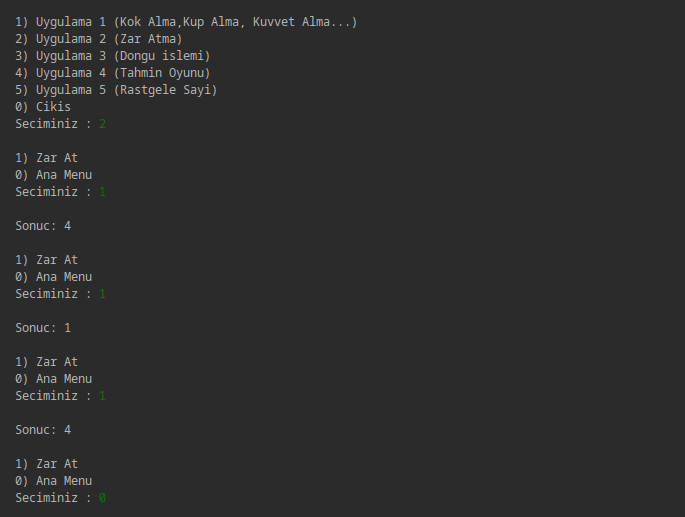 1) Uygulama 1 (Kok Alma,Kup Alma, Kuvvet Alma...)
2) Uygulama 2 (Zar Atma)
3) Uygulama 3 (Dongu islemi)
4) Uygulama 4 (Tahmin Oyunu)
5) Uygulama 5 (Rastgele Sayi)
0) Cikis
Seciminiz : 2
1) Zar At
0) Ana Menu
Seciminiz : 1
Sonuc: 4
1) Zar At
0) Ana Menu
Seciminiz : 1
Sonuc: 1
1) Zar At
0) Ana Menu
Seciminiz : 1
Sonuc: 4
1) Zar At
0) Ana Menu
Seciminiz : 0